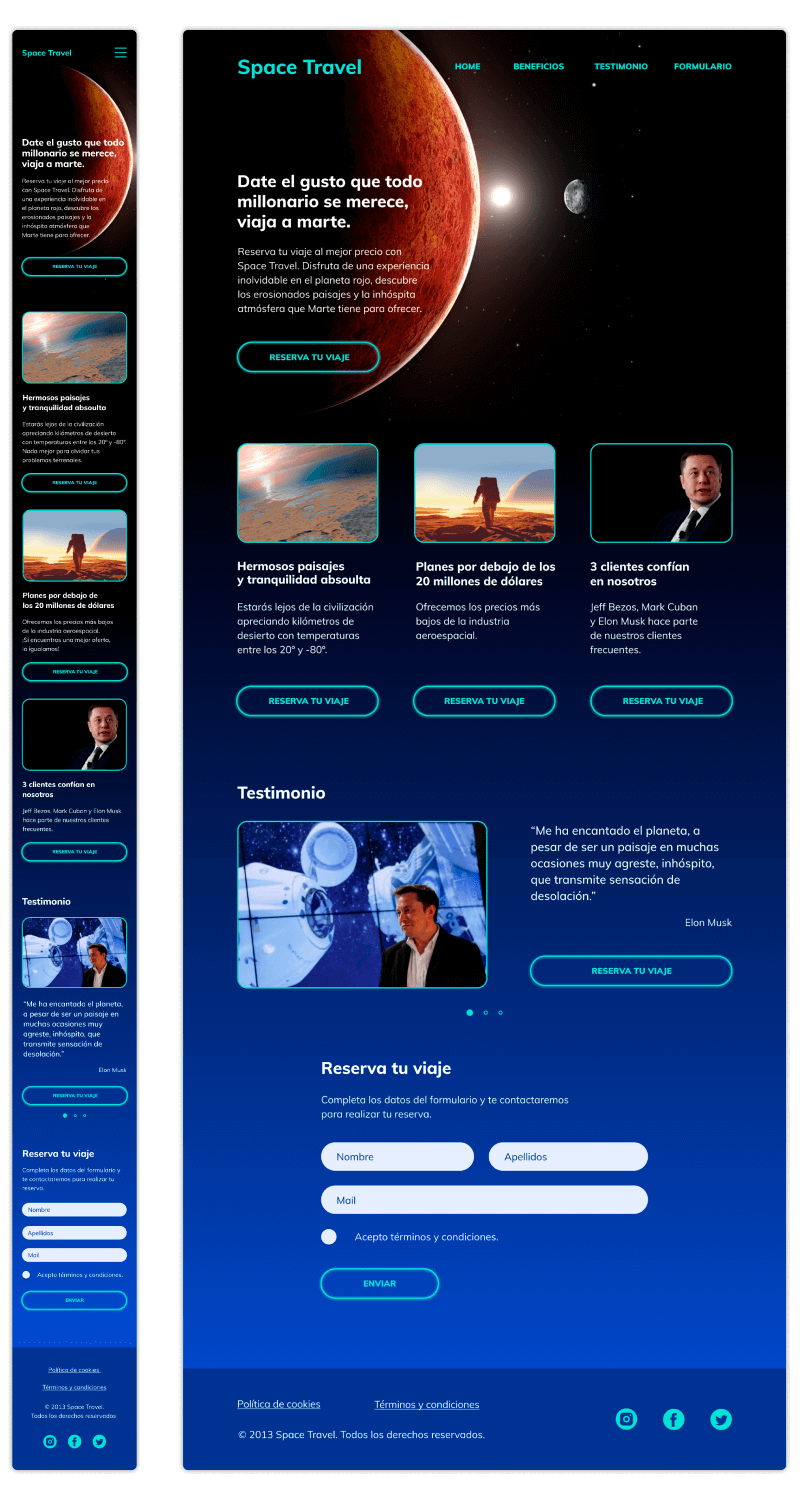 Space Travel
Date el gusto que todo
millonario se merece,
viaja a marte.
Reserva tu viaje al mejor precio
con Space Travel. Disfruta de
una experiencia inolvidable en
el planeta rojo, descubre los
erosionados paisajes y la
inhóspita atmósfera que
Marte tiene para ofrecer.
RESERVA TU VIAJE
Hermosos paisajes
y tranquilidad absoulta
Estarás lejos de la civilización
apreciando kilómetros de desierto
con temperaturas entre los 20º y -80º
Nada mejor para olvidar tus
problemas terrenales.
RESERVA TU VIAJE
Planes por debajo de
los 20 millones de dólares
Ofrecemos los precios más bajos
de la industria aeroespacial.
¡Si encuentras una mejor oferta,
la igualamos!
RESERVA TU VIAJE
3 clientes confían en
nosotros
Jeff Bezos, Mark Cuban y Elon Musk
hace parte de nuestros clientes
frecuentes.
RESERVA TU VIAJE
Testimonio
“Me ha encantado el planeta,
a pesar de ser un paisaje en
muchas ocasiones muy
agreste, inhóspito, que
transmite sensación de
desolación.”
Elon Musk
RESERVA TU VIAJE
Reserva tu viaje
Completa los datos del formulario y
te contactaremos para realizar tu
reserva.
Nombre
Apellidos
Mail
Acepto términos y condiciones.
ENVIAR
Política de cookies
Términos y condiciones
© 2013 Space Travel.
Todos los derechos reservados
Space Travel
HOME BENEFICIOS TESTIMONIO FORMULARIO
Date el gusto que todo
millonario se merece,
viaja a marte.
Reserva tu viaje al mejor precio con
Space Travel. Disfruta de una experiencia
inolvidable en el planeta rojo, descubre
los erosionados paisajes y la inhóspita
atmósfera que Marte tiene para ofrecer.
RESERVA TU VIAJE
Hermosos paisajes
y tranquilidad absoulta
Estarás lejos de la civilización
apreciando kilómetros de
desierto con temperaturas
entre los 20º y -80º.
RESERVA TU VIAJE
Planes por debajo de los
20 millones de dólares
Ofrecemos los precios más
bajos de la industria
aeroespacial.
RESERVA TU VIAJE
3 clientes confían
en nosotros
Jeff Bezos, Mark Cuban
y Elon Musk hace parte
de nuestros clientes
frecuentes.
RESERVA TU VIAJE
Testimonio
“Me ha encantado el planeta, a
pesar de ser un paisaje en muchas
ocasiones muy agreste, inhóspito,
que transmite sensación de
desolación.”
Elon Musk
RESERVA TU VIAJE
Reserva tu viaje
Completa los datos del formulario y te contactaremos
para realizar tu reserva.
Nombre Apellidos
Mail
Acepto términos y condiciones.
ENVIAR
Política de cookies Términos y condiciones
© 2013 Space Travel. Todos los derechos reservados.